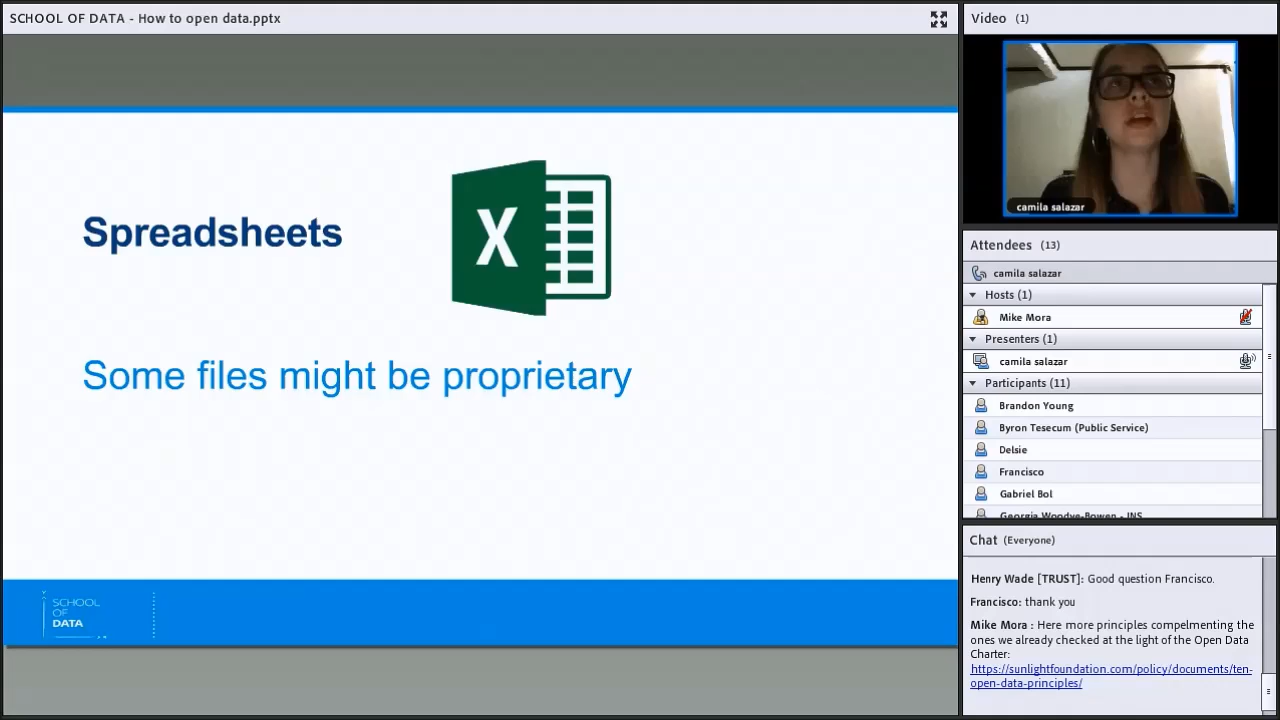 SCHOOL OF DATA - How to open data.pptx
Spreadsheets
X
Some files might be proprietary
SCHOOL
OF
DATA
Video (1)
camila salazar
Attendees (13)
camila salazar
Hosts (1)
Mike Mora
Presenters (1)
camila salazar
Participants (11)
Brandon Young
Byron Tesecum (Public Service)
Delsie
Francisco
Gabriel Bol
Georgia Woodye-Bowen - INS
Chat (Everyone)
Henry Wade [TRUST]: Good question Francisco.
Francisco: thank you
Mike Mora : Here more principles compelmenting the
ones we already checked at the light of the Open Data
Charter:
https://sunlightfoundation.com/policy/documents/ten-
open-data-principles/